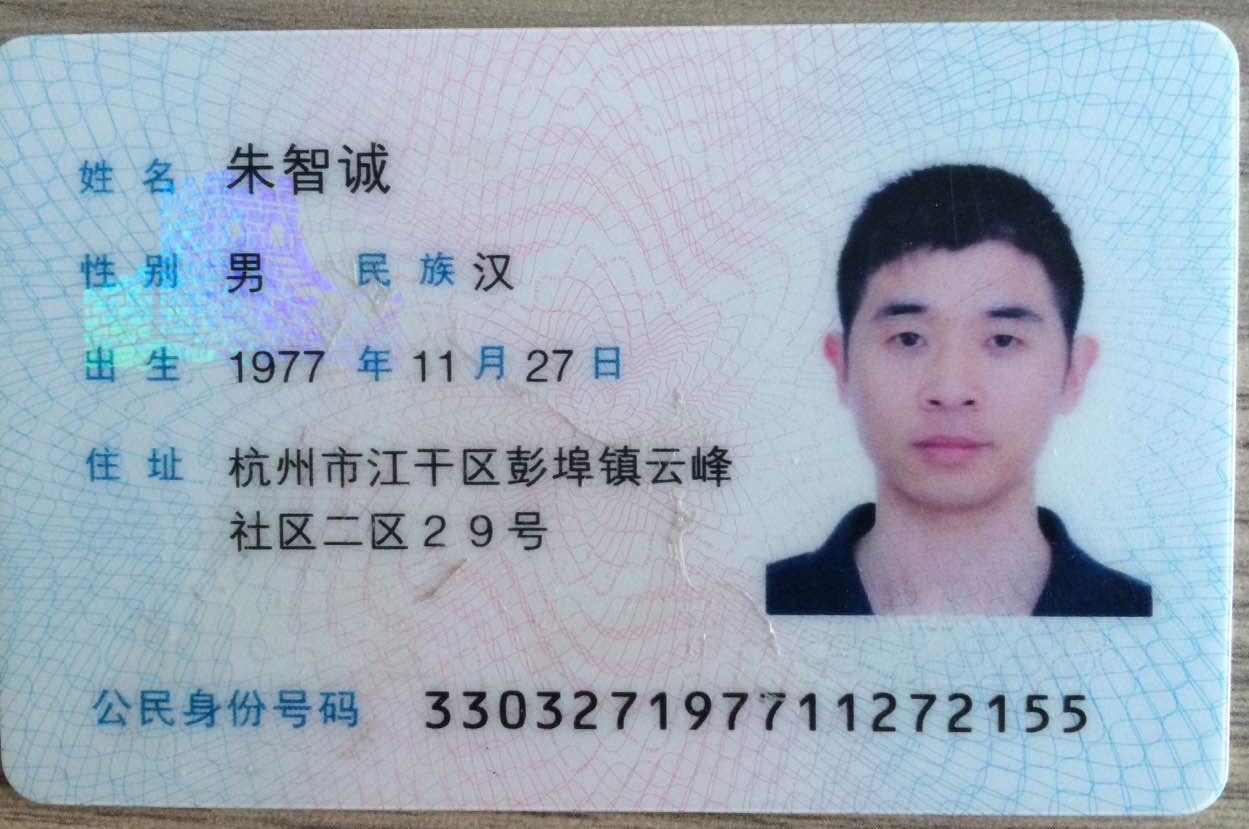 姓名 朱智诚
性别 男 民族 汉
出生 1977 年 11 月 27 日
住址 杭州市江干区彭埠镇云峰
社区二区29号
公民身份号码 330327197711272155